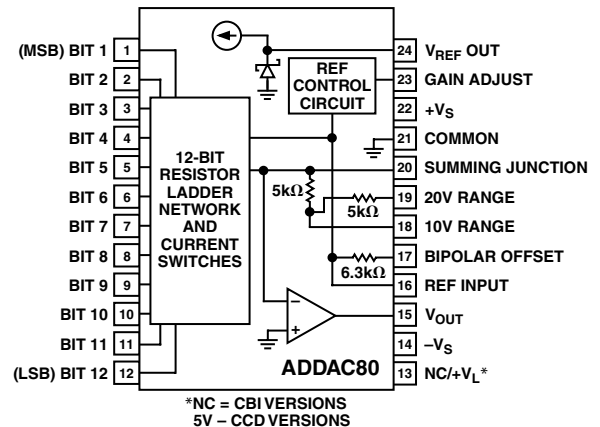 (MSB) BIT 1 1
BIT 2 2
BIT 3 3
BIT 4 4
BIT 5 5
BIT 6 6
BIT 7 7
BIT 8 8
BIT 9 9
BIT 10 10
BIT 11 11
(LSB) BIT 12 12
12-BIT
RESISTOR
LADDER
NETWORK
AND
CURRENT
SWITCHES
REF
CONTROL
CIRCUIT
5kΩ
5kΩ
6.3kΩ
–
+
ADDAC80
24 VREF OUT
23 GAIN ADJUST
22 +VS
21 COMMON
20 SUMMING JUNCTION
19 20V RANGE
18 10V RANGE
17 BIPOLAR OFFSET
16 REF INPUT
15 VOUT
14 –VS
13 NC/+VL*
*NC = CBI VERSIONS
5V – CCD VERSIONS